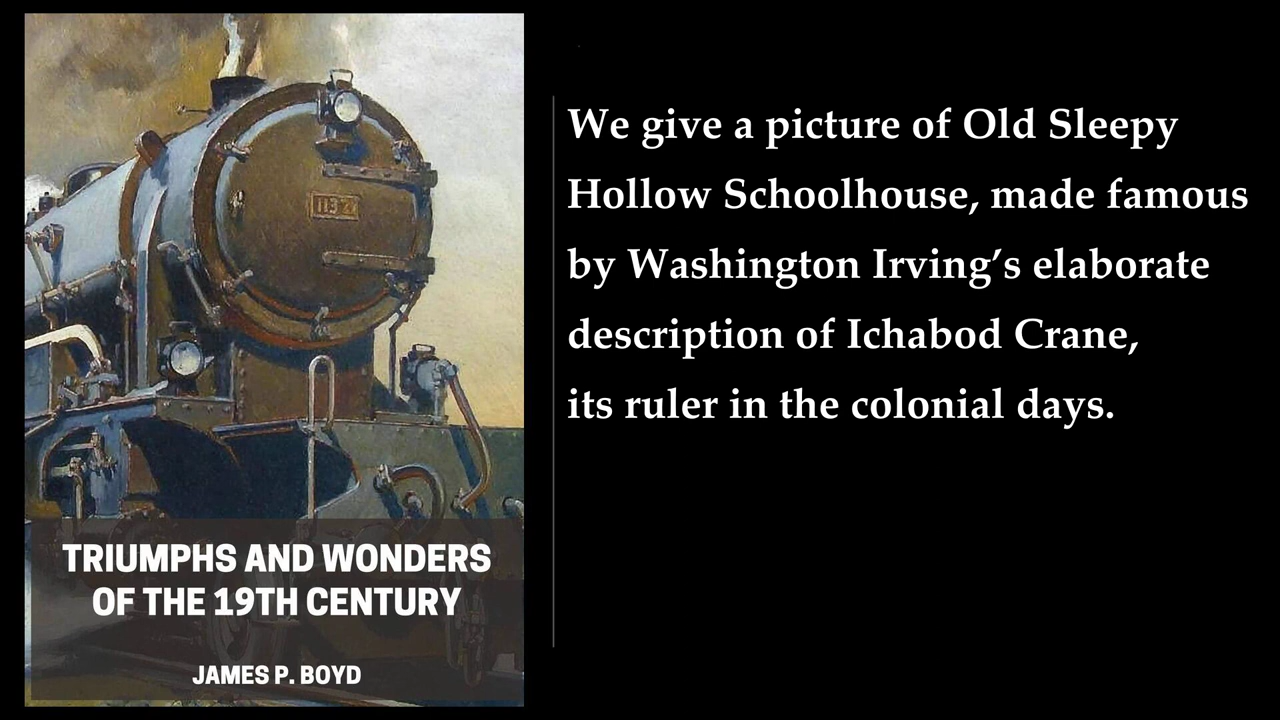 TRIUMPHS AND WONDERS
OF THE 19TH CENTURY
JAMES P. BOYD
We give a picture of Old Sleepy
Hollow Schoolhouse, made famous
by Washington Irving’s elaborate
description of Ichabod Crane,
its ruler in the colonial days.